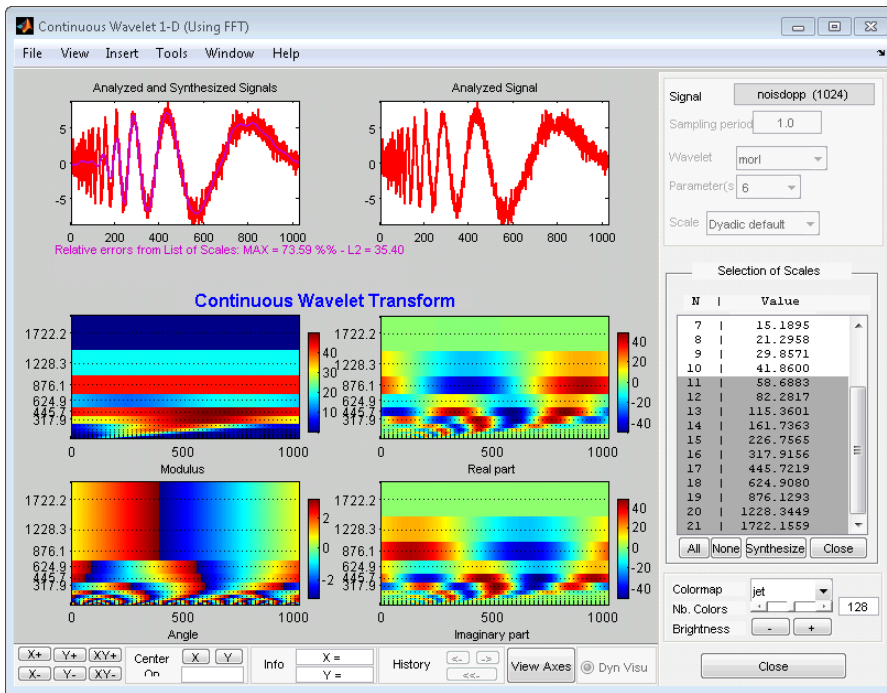 Continuous Wavelet 1-D (Using FFT)
File View Insert Tools Window Help
Analyzed and Synthesized Signals
5
0
-5
0 200 400 600 800 1000
Relative errors from List of Scales: MAX = 73.59 %% - L2 = 35.40
Analyzed Signal
5
0
-5
0 200 400 600 800 1000
Continuous Wavelet Transform
1722.2
1228.3
876.1
624.9
445.7
317.9
0 500 1000
Modulus
50
40
30
20
10
1722.2
1228.3
876.1
624.9
445.7
317.9
0 500 1000
Real part
40
20
0
-20
-40
1722.2
1228.3
876.1
624.9
445.7
317.9
0 500 1000
Angle
2
0
-2
1722.2
1228.3
876.1
624.9
445.7
317.9
0 500 1000
Imaginary part
40
20
0
-20
-40
Signal noisdopp (1024)
Sampling period 1.0
Wavelet morl
Parameter(s 6
Scale Dyadic default
Selection of Scales
N | Value
7 | 15.1895
8 | 21.2958
9 | 29.8571
10 | 41.8600
11 | 58.6883
12 | 82.2817
13 | 115.3601
14 | 161.7363
15 | 226.7565
16 | 317.9156
17 | 445.7219
18 | 624.9080
19 | 876.1293
20 | 1228.3449
21 | 1722.1559
All None Synthesize Close
Colormap jet
Nb. Colors 128
Brightness - +
X+ Y+ XY+
X- Y- XY-
Center X Y
On
Info X =
Y =
History <- ->
<<-
View Axes
Dyn Visu
Close